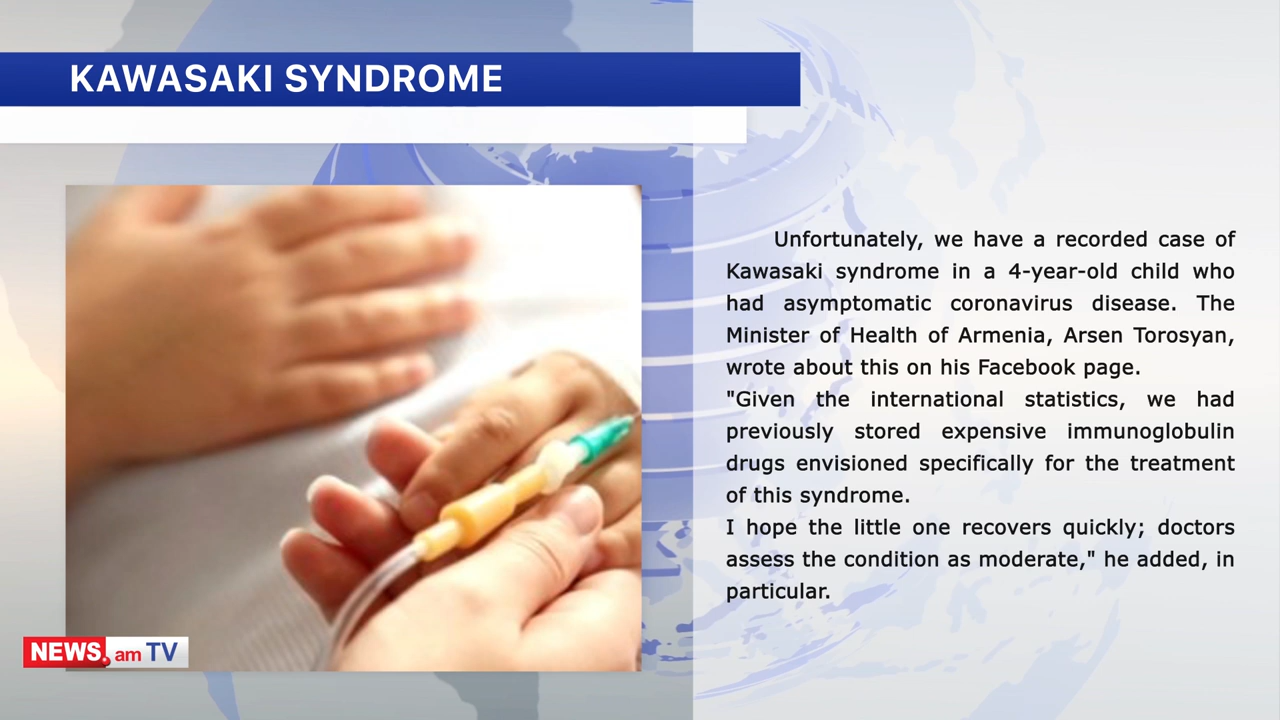 KAWASAKI SYNDROME
Unfortunately, we have a recorded case of
Kawasaki syndrome in a 4-year-old child who
had asymptomatic coronavirus disease. The
Minister of Health of Armenia, Arsen Torosyan,
wrote about this on his Facebook page.
"Given the international statistics, we had
previously stored expensive immunoglobulin
drugs envisioned specifically for the treatment
of this syndrome.
I hope the little one recovers quickly; doctors
assess the condition as moderate," he added, in
particular.
NEWS.am TV